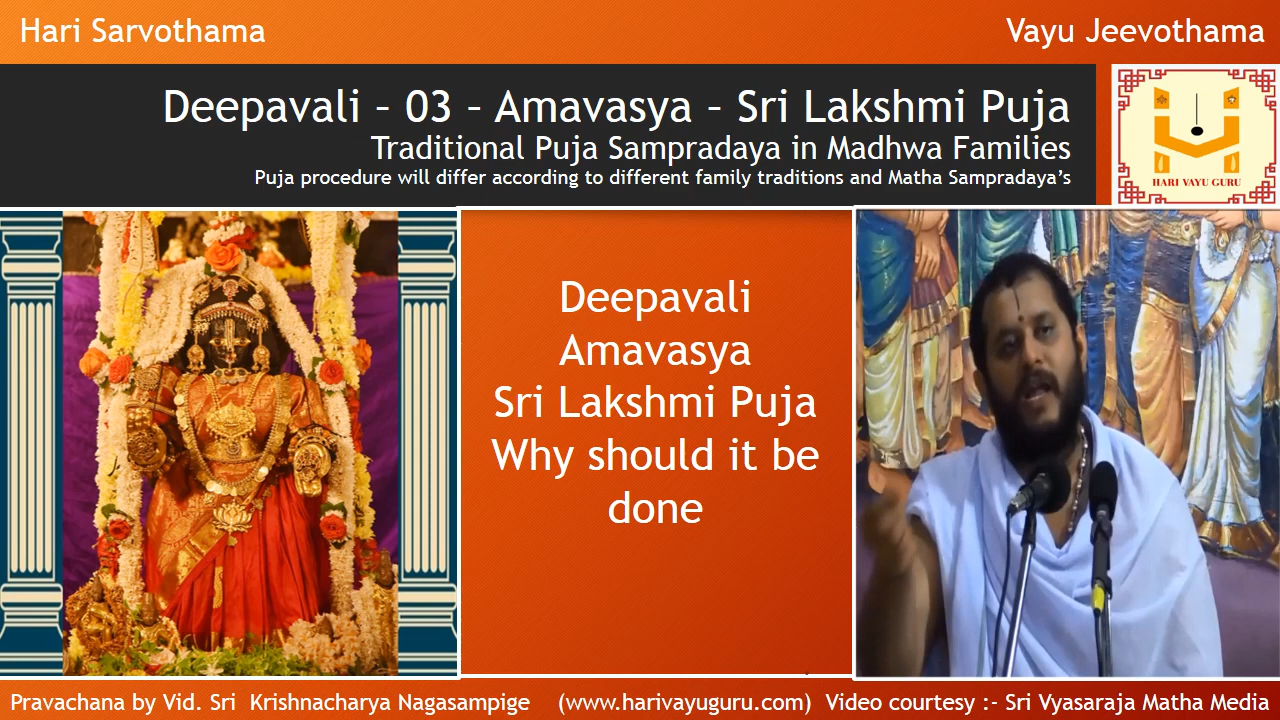 Hari Sarvothama
Vayu Jeevothama
Deepavali – 03 – Amavasya – Sri Lakshmi Puja
Traditional Puja Sampradaya in Madhwa Families
Puja procedure will differ according to different family traditions and Matha Sampradaya’s
HARI VAYU GURU
Deepavali
Amavasya
Sri Lakshmi Puja
Why should it be
done
Pravachana by Vid. Sri Krishnacharya Nagasampige (www.harivayuguru.com) Video courtesy :- Sri Vyasaraja Matha Media